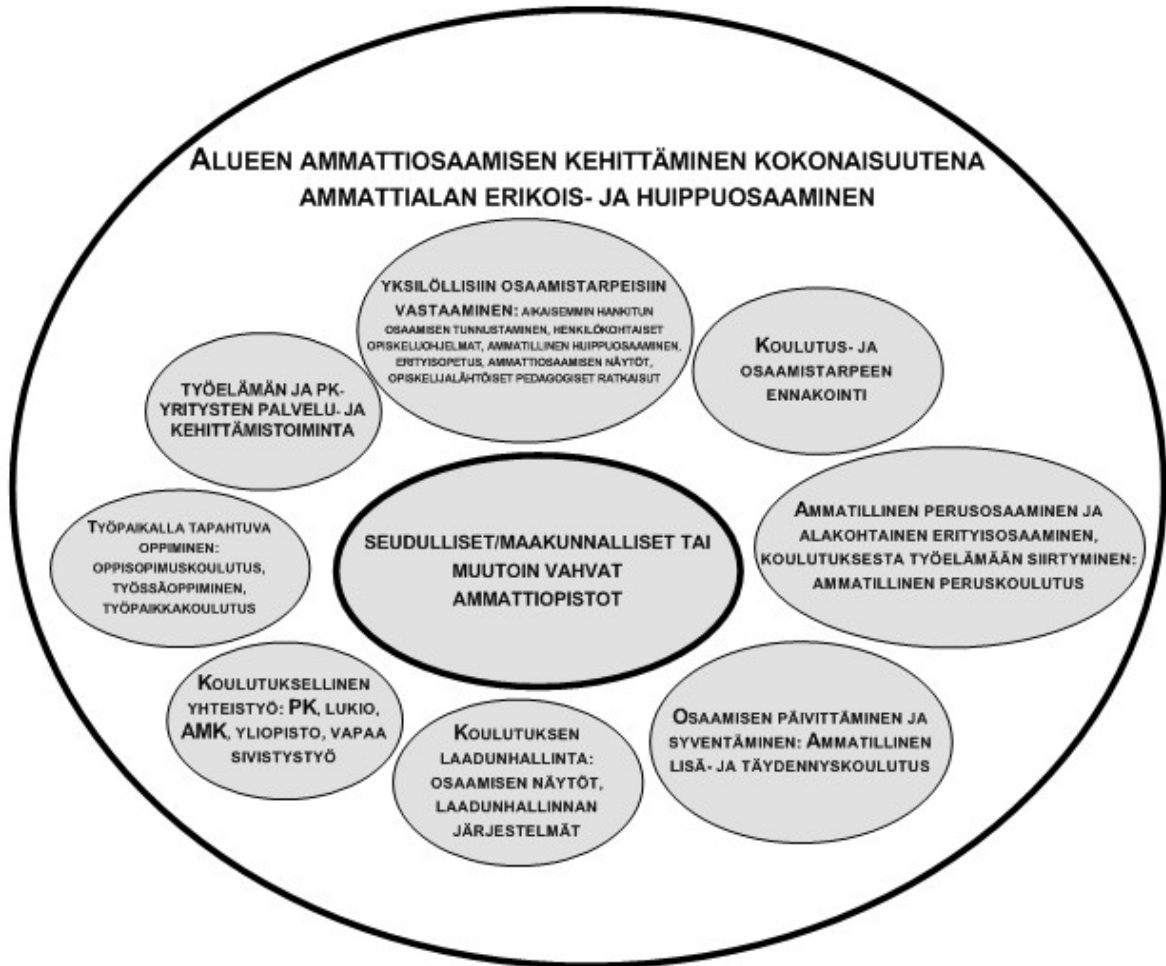 ALUEEN AMMATTIOSAAMISEN KEHITTÄMINEN KOKONAISUUTENA
AMMATTIALAN ERIKOIS- JA HUIPPUOSAAMINEN
YKSILÖLLISIIN OSAAMISTARPEISIIN
VASTAAMINEN: AIKAISEMMIN HANKITUN
OSAAMISEN TUNNUSTAMINEN, HENKILÖKOHTAISET
OPISKELUOHJELMAT, AMMATILLINEN HUIPPUOSAAMINEN,
ERITYISOPETUS, AMMATTIOSAAMISEN NÄYTÖT,
OPISKELIJALÄHTÖISET PEDAGOGISET RATKAISUT
KOULUTUS- JA
OSAAMISTARPEEN
ENNAKOINTI
TYÖELÄMÄN JA PK-
YRITYSTEN PALVELU- JA
KEHITTÄMISTOIMINTA
AMMATILLINEN PERUSOSAAMINEN JA
ALAKOHTAINEN ERITYISOSAAMINEN,
KOULUTUKSESTA TYÖELÄMÄÄN SIIRTYMINEN:
AMMATILLINEN PERUSKOULUTUS
TYÖPAIKALLA TAPAHTUVA
OPPIMINEN:
OPPISOPIMUSKOULUTUS,
TYÖSSÄOPPIMINEN,
TYÖPAIKKAKOULUTUS
SEUDULLISET/MAAKUNNALLISET TAI
MUUTOIN VAHVAT
AMMATTIOPISTOT
KOULUTUKSELLINEN
YHTEISTYÖ: PK, LUKIO,
AMK, YLIOPISTO, VAPAA
SIVISTYSTYÖ
KOULUTUKSEN
LAADUNHALLINTA:
OSAAMISEN NÄYTÖT,
LAADUNHALLINNAN
JÄRJESTELMÄT
OSAAMISEN PÄIVITTÄMINEN JA
SYVENTÄMINEN: AMMATILLINEN
LISÄ- JA TÄYDENNYSKOULUTUS